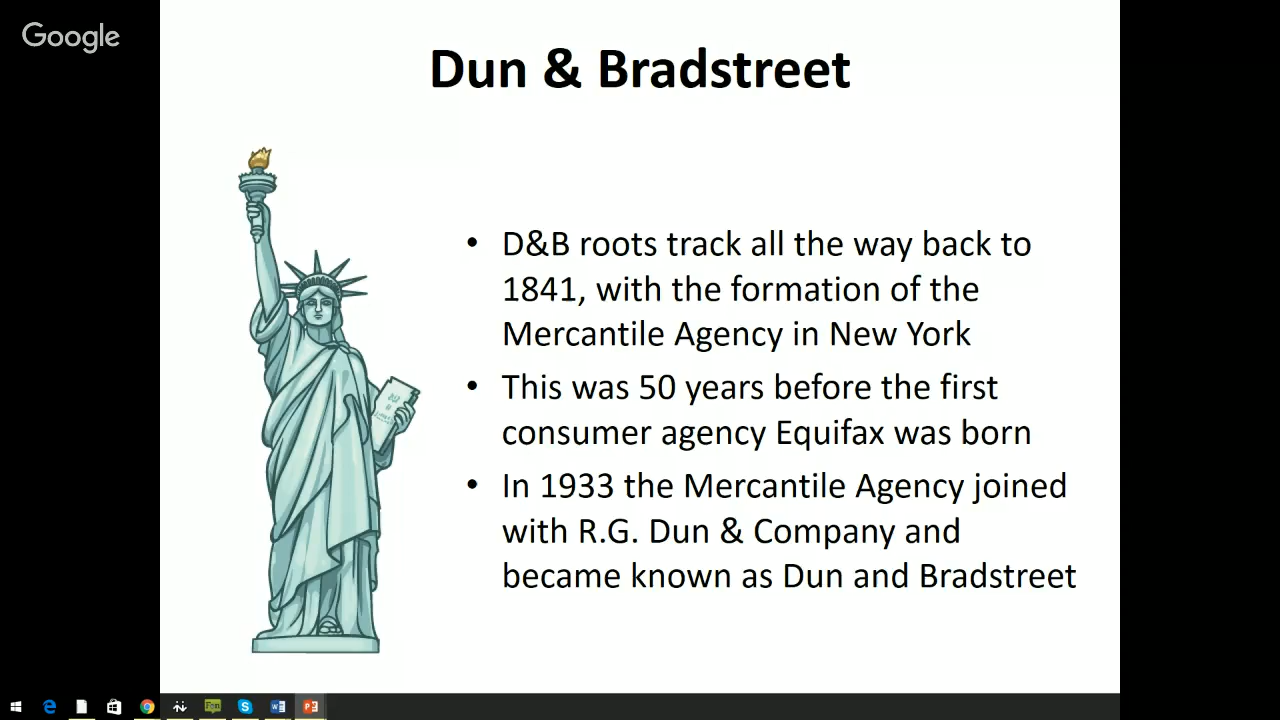 Google
Dun & Bradstreet
• D&B roots track all the way back to
1841, with the formation of the
Mercantile Agency in New York
• This was 50 years before the first
consumer agency Equifax was born
• In 1933 the Mercantile Agency joined
with R.G. Dun & Company and
became known as Dun and Bradstreet